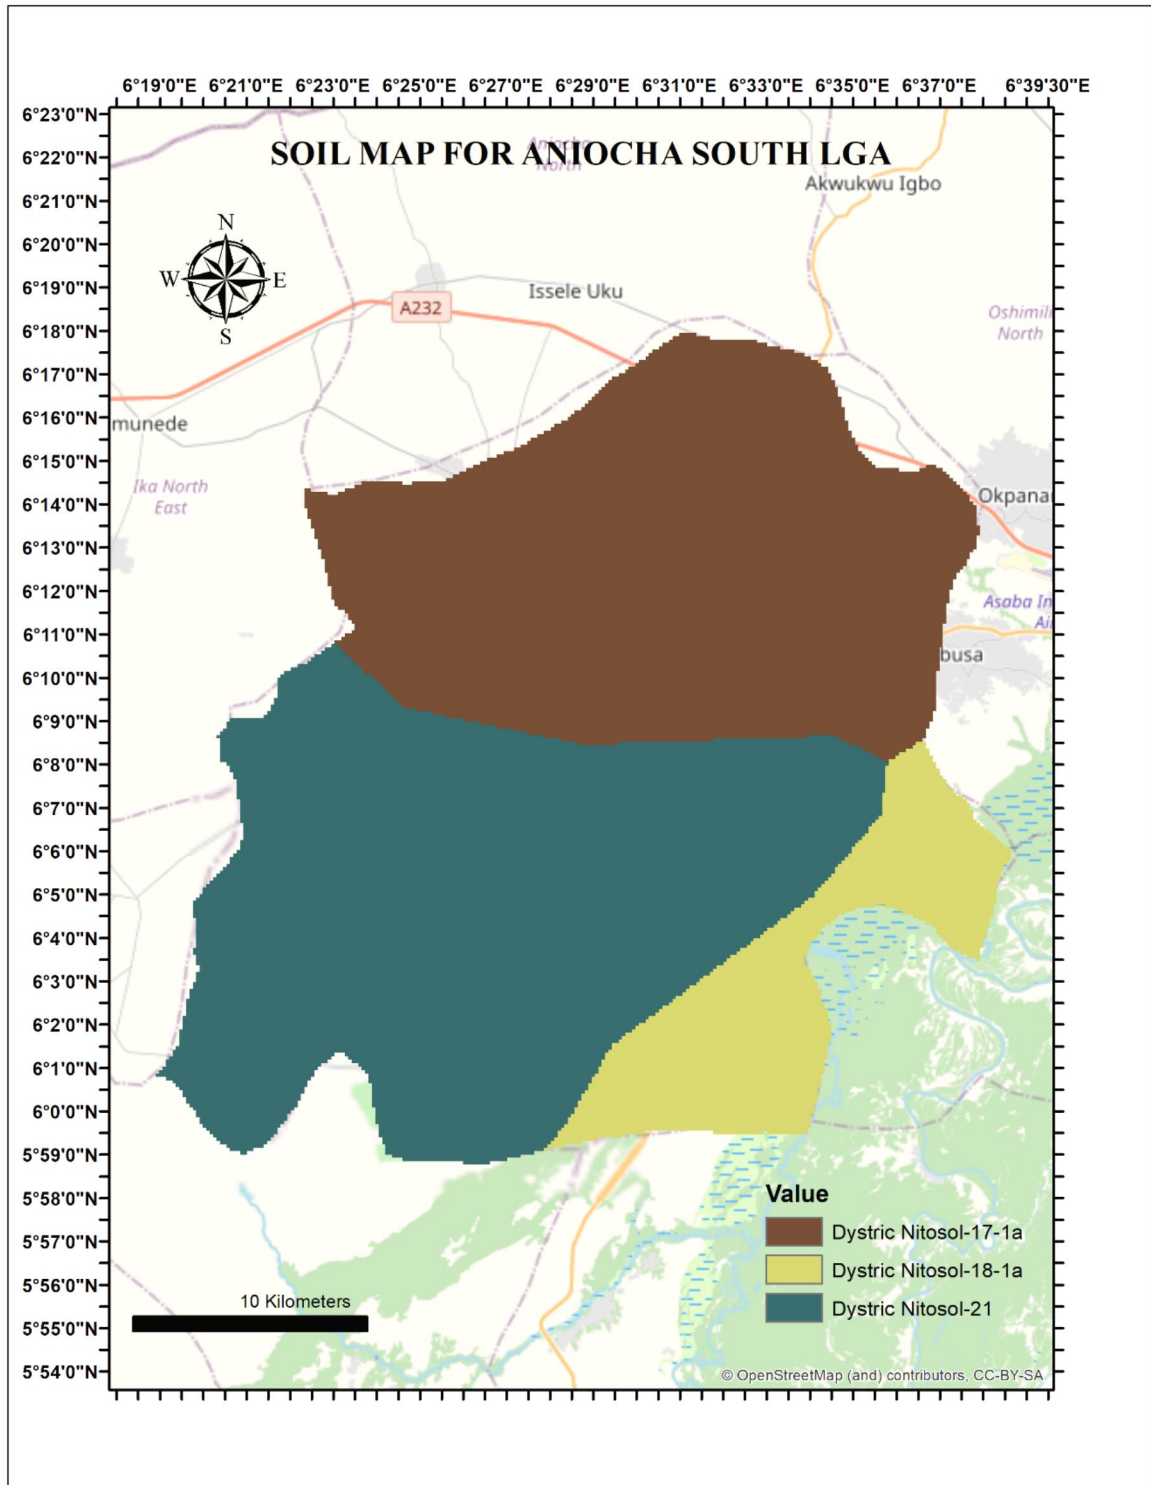 6°19'0"E 6°21'0"E 6°23'0"E 6°25'0"E 6°27'0"E 6°29'0"E 6°31'0"E 6°33'0"E 6°35'0"E 6°37'0"E 6°39'30"E
6°23'0"N
6°22'0"N
6°21'0"N
6°20'0"N
6°19'0"N
6°18'0"N
6°17'0"N
6°16'0"N
6°15'0"N
6°14'0"N
6°13'0"N
6°12'0"N
6°11'0"N
6°10'0"N
6°9'0"N
6°8'0"N
6°7'0"N
6°6'0"N
6°5'0"N
6°4'0"N
6°3'0"N
6°2'0"N
6°1'0"N
6°0'0"N
5°59'0"N
5°58'0"N
5°57'0"N
5°56'0"N
5°55'0"N
5°54'0"N
SOIL MAP FOR ANIOCHA SOUTH LGA
Aniocha
North
Akwukwu Igbo
N
W E
S
Issele Uku
A232
Oshimili
North
munede
Ika North
East
Okpana
Asaba In
Ai
busa
Value
Dystric Nitosol-17-1a
Dystric Nitosol-18-1a
Dystric Nitosol-21
10 Kilometers
© OpenStreetMap (and) contributors, CC-BY-SA